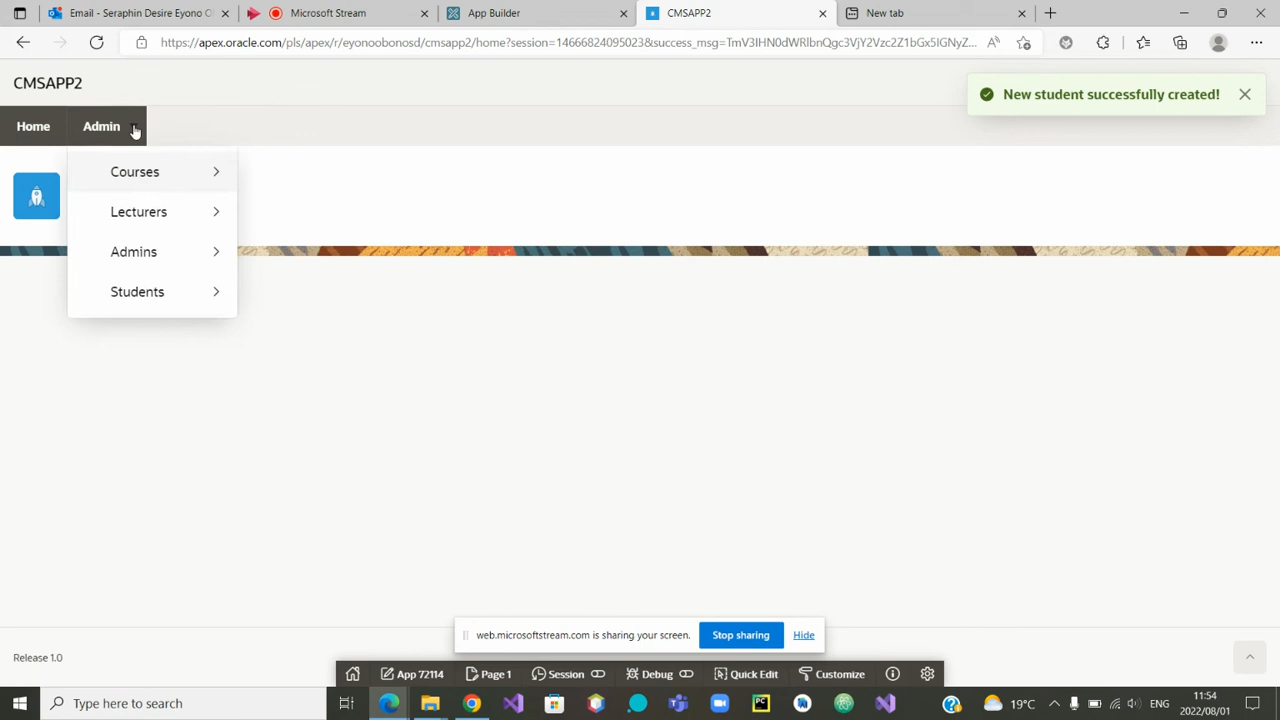 Email - Seraphin Desire Eyono O
Microsoft Stream
App Builder
CMSAPP2
New tab
https://apex.oracle.com/pls/apex/r/eyonoobonosd/cmsapp2/home?session=14666824095023&success_msg=TmV3IHN0dWRlbnQgc3VjY2Vzc2Z1bGx5IGNyZ...
CMSAPP2
New student successfully created!
Home
Admin
Courses
Lecturers
Admins
Students
web.microsoftstream.com is sharing your screen.
Stop sharing
Hide
Release 1.0
App 72114
Page 1
Session
Debug
Quick Edit
Customize
Type here to search
19°C
ENG
11:54
2022/08/01